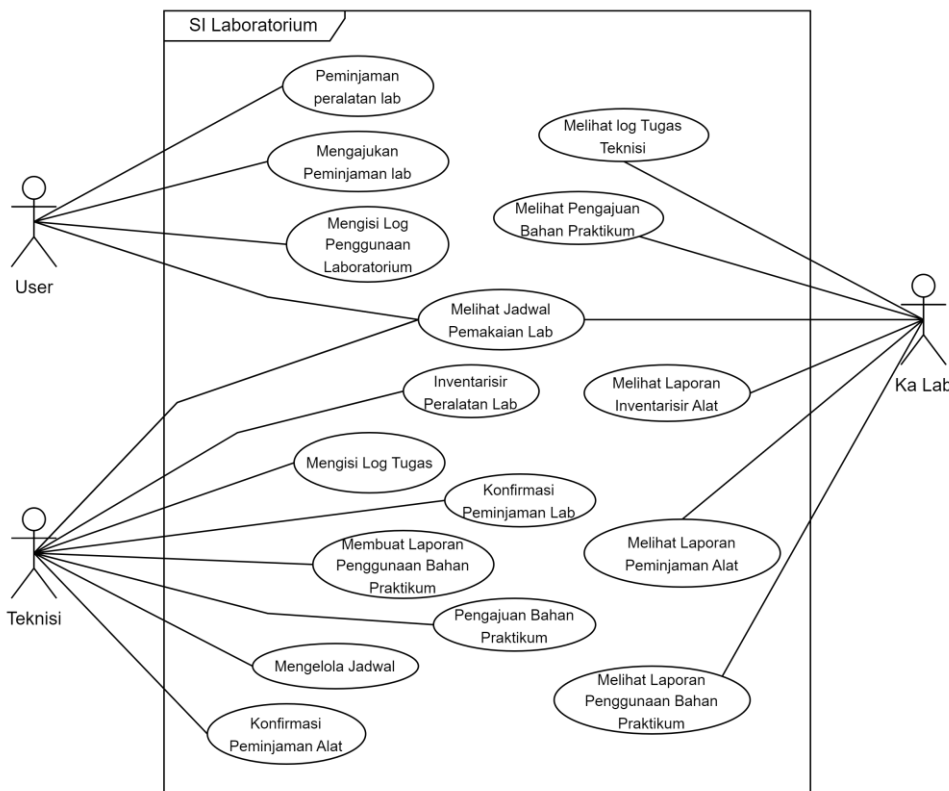 SI Laboratorium
Peminjaman
peralatan lab
Mengajukan
Peminjaman lab
Mengisi Log
Penggunaan
Laboratorium
User
Melihat log Tugas
Teknisi
Melihat Pengajuan
Bahan Praktikum
Melihat Jadwal
Pemakaian Lab
Ka Lab
Inventarisir
Peralatan Lab
Melihat Laporan
Inventarisir Alat
Mengisi Log Tugas
Konfirmasi
Peminjaman Lab
Membuat Laporan
Penggunaan Bahan
Praktikum
Melihat Laporan
Peminjaman Alat
Teknisi
Pengajuan Bahan
Praktikum
Mengelola Jadwal
Melihat Laporan
Penggunaan Bahan
Praktikum
Konfirmasi
Peminjaman Alat